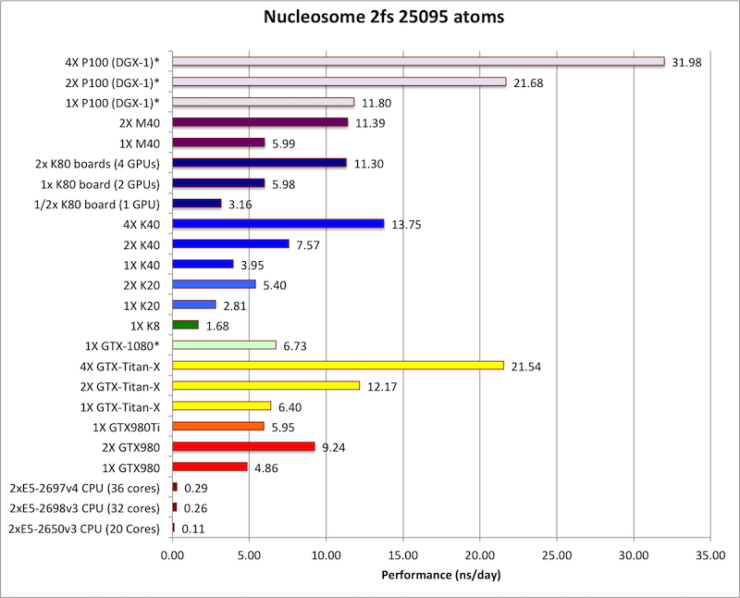 Nucleosome 2fs 25095 atoms
4X P100 (DGX-1)* 31.98
2X P100 (DGX-1)* 21.68
1X P100 (DGX-1)* 11.80
2X M40 11.39
1X M40 5.99
2x K80 boards (4 GPUs) 11.30
1x K80 board (2 GPUs) 5.98
1/2x K80 board (1 GPU) 3.16
4X K40 13.75
2X K40 7.57
1X K40 3.95
2X K20 5.40
1X K20 2.81
1X K8 1.68
1X GTX-1080* 6.73
4X GTX-Titan-X 21.54
2X GTX-Titan-X 12.17
1X GTX-Titan-X 6.40
1X GTX980Ti 5.95
2X GTX980 9.24
1X GTX980 4.86
2xE5-2697v4 CPU (36 cores) 0.29
2xE5-2698v3 CPU (32 cores) 0.26
2xE5-2650v3 CPU (20 Cores) 0.11
0.00 5.00 10.00 15.00 20.00 25.00 30.00 35.00
Performance (ns/day)